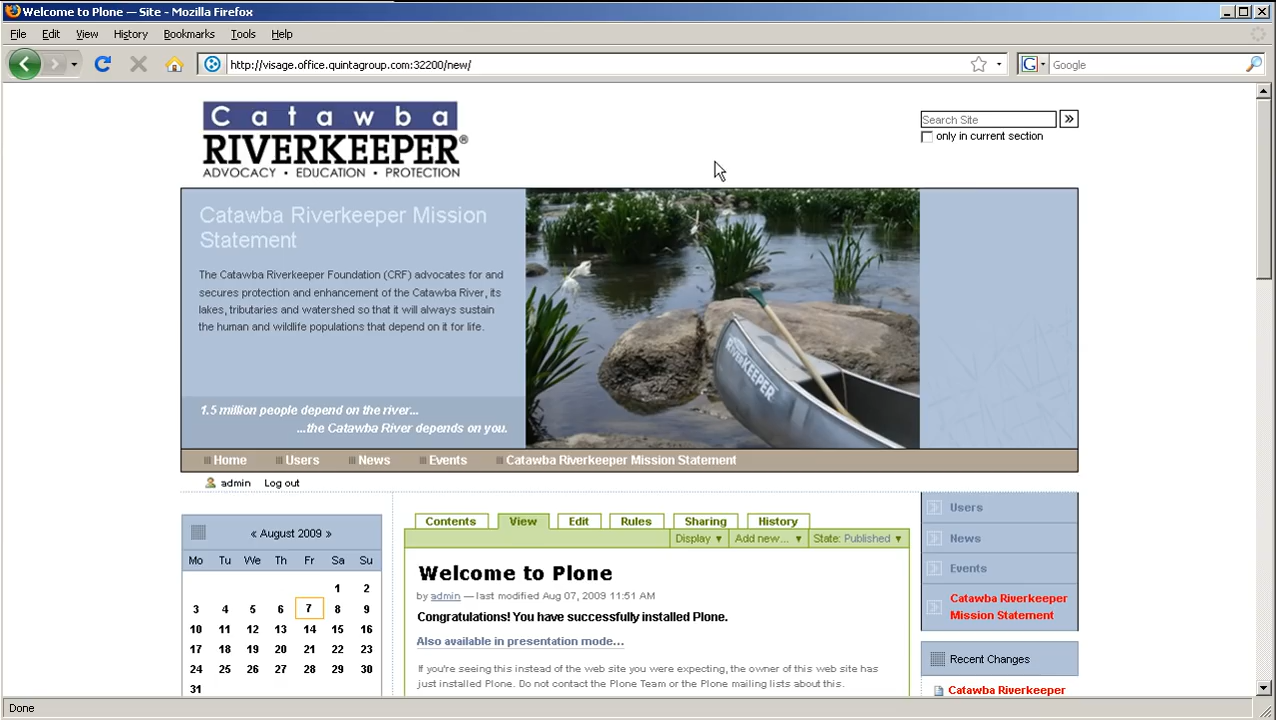 Welcome to Plone — Site - Mozilla Firefox
File Edit View History Bookmarks Tools Help
http://visage.office.quintagroup.com:32200/new/
G Google
Catawba
RIVERKEEPER®
ADVOCACY • EDUCATION • PROTECTION
Search Site »
only in current section
Catawba Riverkeeper Mission
Statement
The Catawba Riverkeeper Foundation (CRF) advocates for and
secures protection and enhancement of the Catawba River, its
lakes, tributaries and watershed so that it will always sustain
the human and wildlife populations that depend on it for life.
1.5 million people depend on the river...
...the Catawba River depends on you.
RIVERKEEPER
Home Users News Events Catawba Riverkeeper Mission Statement
admin Log out
« August 2009 »
Mo Tu We Th Fr Sa Su
1 2
3 4 5 6 7 8 9
10 11 12 13 14 15 16
17 18 19 20 21 22 23
24 25 26 27 28 29 30
31
Contents View Edit Rules Sharing History
Display ▼ Add new... ▼ State: Published ▼
Welcome to Plone
by admin — last modified Aug 07, 2009 11:51 AM
Congratulations! You have successfully installed Plone.
Also available in presentation mode...
If you're seeing this instead of the web site you were expecting, the owner of this web site has
just installed Plone. Do not contact the Plone Team or the Plone mailing lists about this.
Users
News
Events
Catawba Riverkeeper
Mission Statement
Recent Changes
Catawba Riverkeeper
Done